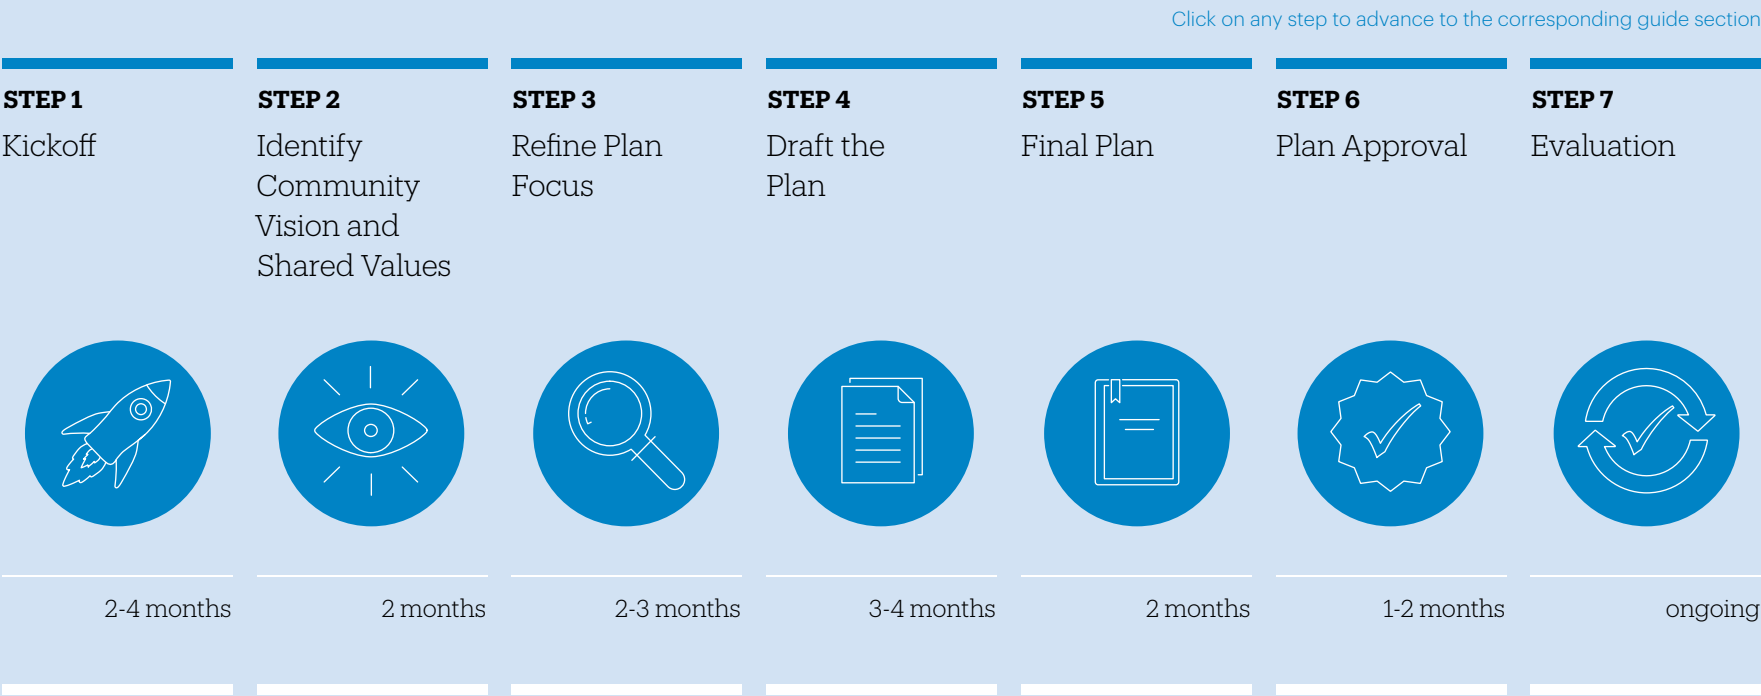 Click on any step to advance to the corresponding guide section
STEP 1
Kickoff
2-4 months
STEP 2
Identify
Community
Vision and
Shared Values
2 months
STEP 3
Refine Plan
Focus
2-3 months
STEP 4
Draft the
Plan
3-4 months
STEP 5
Final Plan
2 months
STEP 6
Plan Approval
1-2 months
STEP 7
Evaluation
ongoing